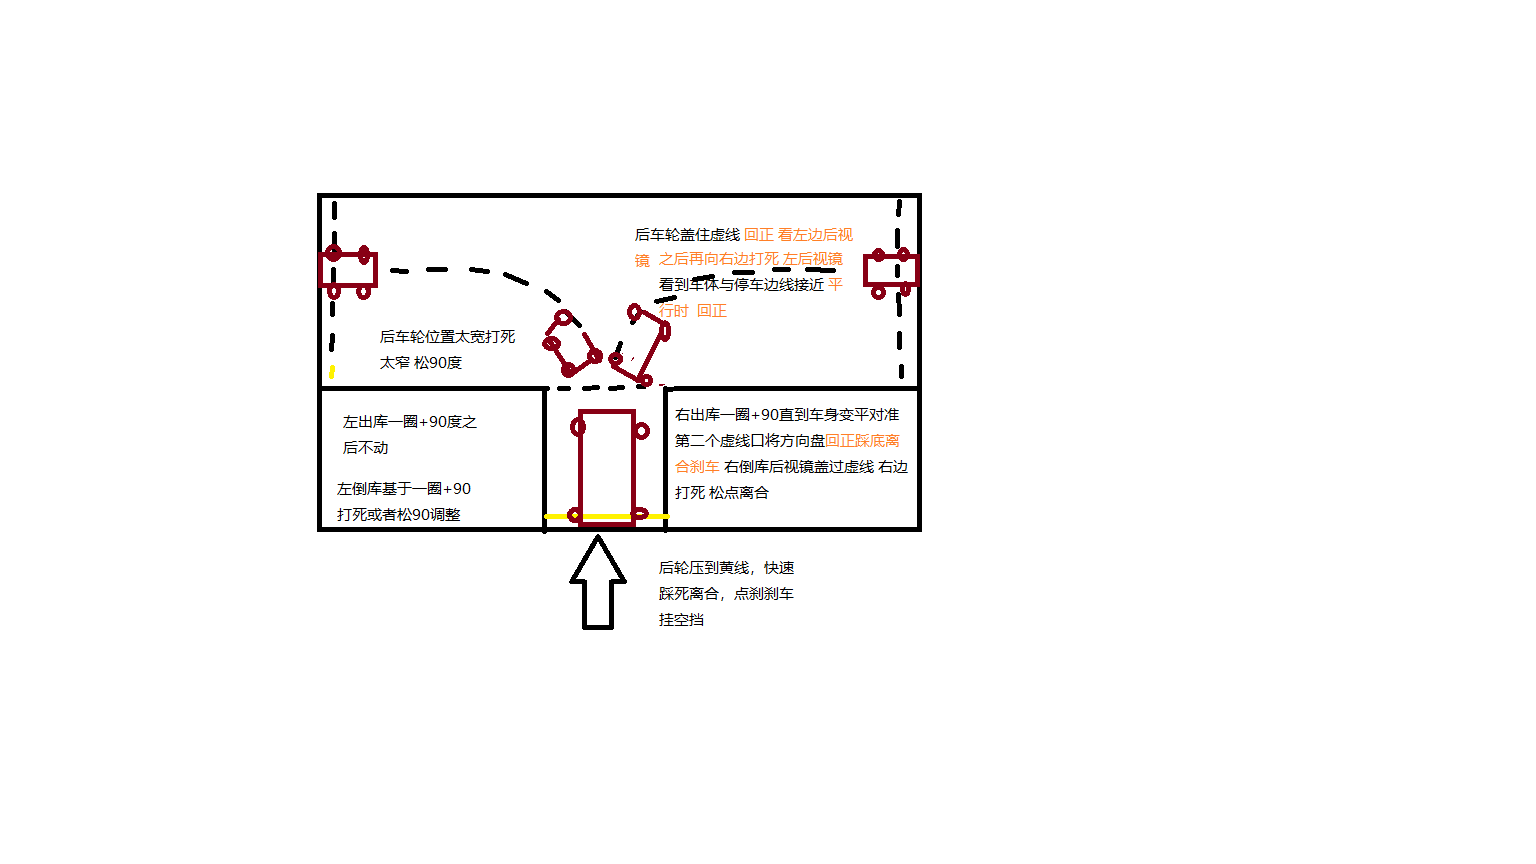 后车轮盖住虚线 回正 看左边后视
镜 之后再向右边打死 左后视镜
看到车体与停车边线接近 平
行时 回正
后车轮位置太宽打死
太窄 松90度
左出库一圈+90度之
后不动
左倒库基于一圈+90
打死或者松90调整
右出库一圈+90直到车身变平对准
第二个虚线口将方向盘回正踩底离
合刹车 右倒库后视镜盖过虚线 右边
打死 松点离合
后轮压到黄线，快速
踩死离合，点刹刹车
挂空挡